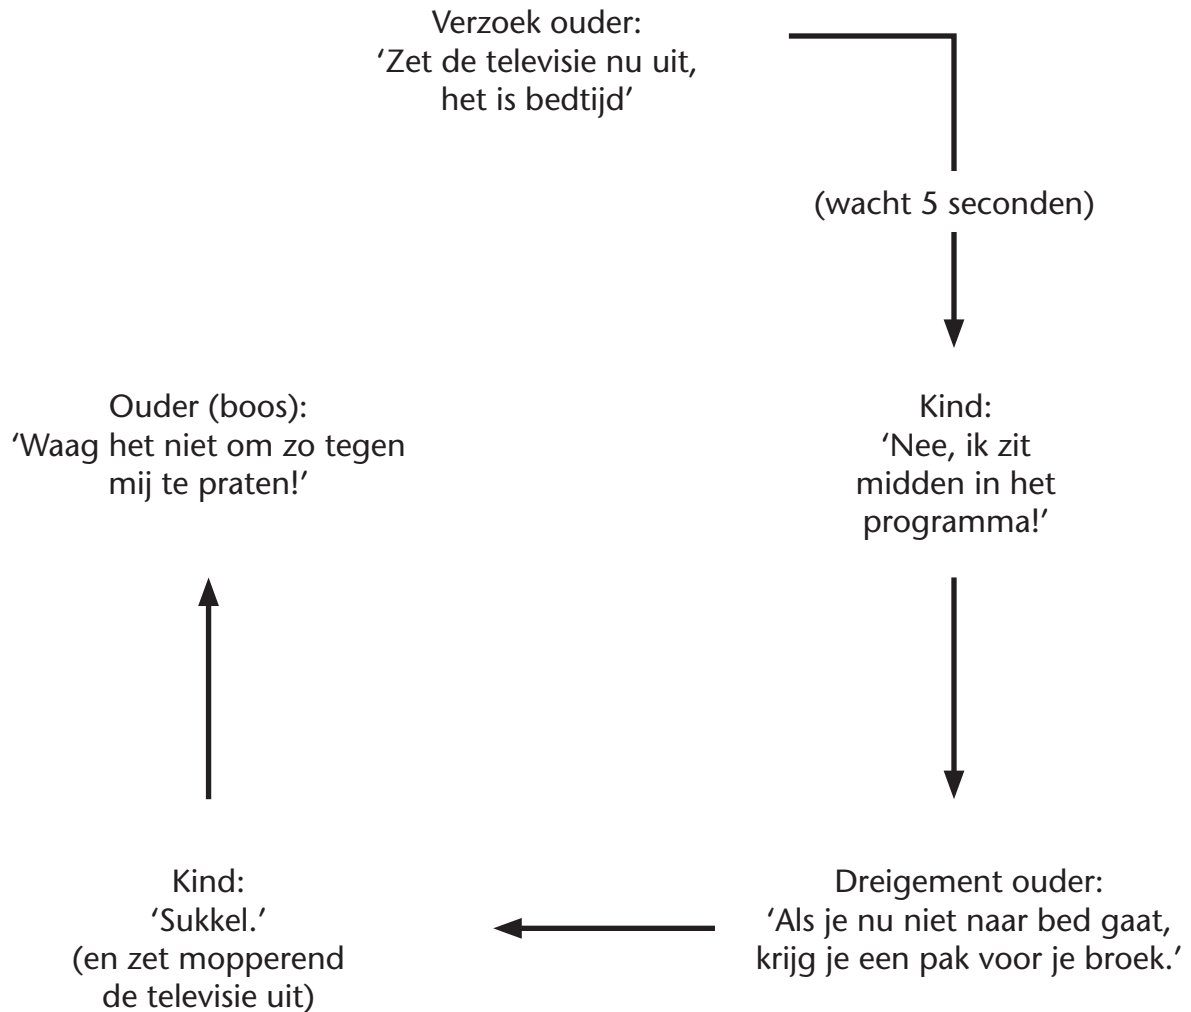 Verzoek ouder:
‘Zet de televisie nu uit,
het is bedtijd’
(wacht 5 seconden)
Kind:
‘Nee, ik zit
midden in het
programma!’
Dreigement ouder:
‘Als je nu niet naar bed gaat,
krijg je een pak voor je broek.’
Kind:
‘Sukkel.’
(en zet mopperend
de televisie uit)
Ouder (boos):
‘Waag het niet om zo tegen
mij te praten!’